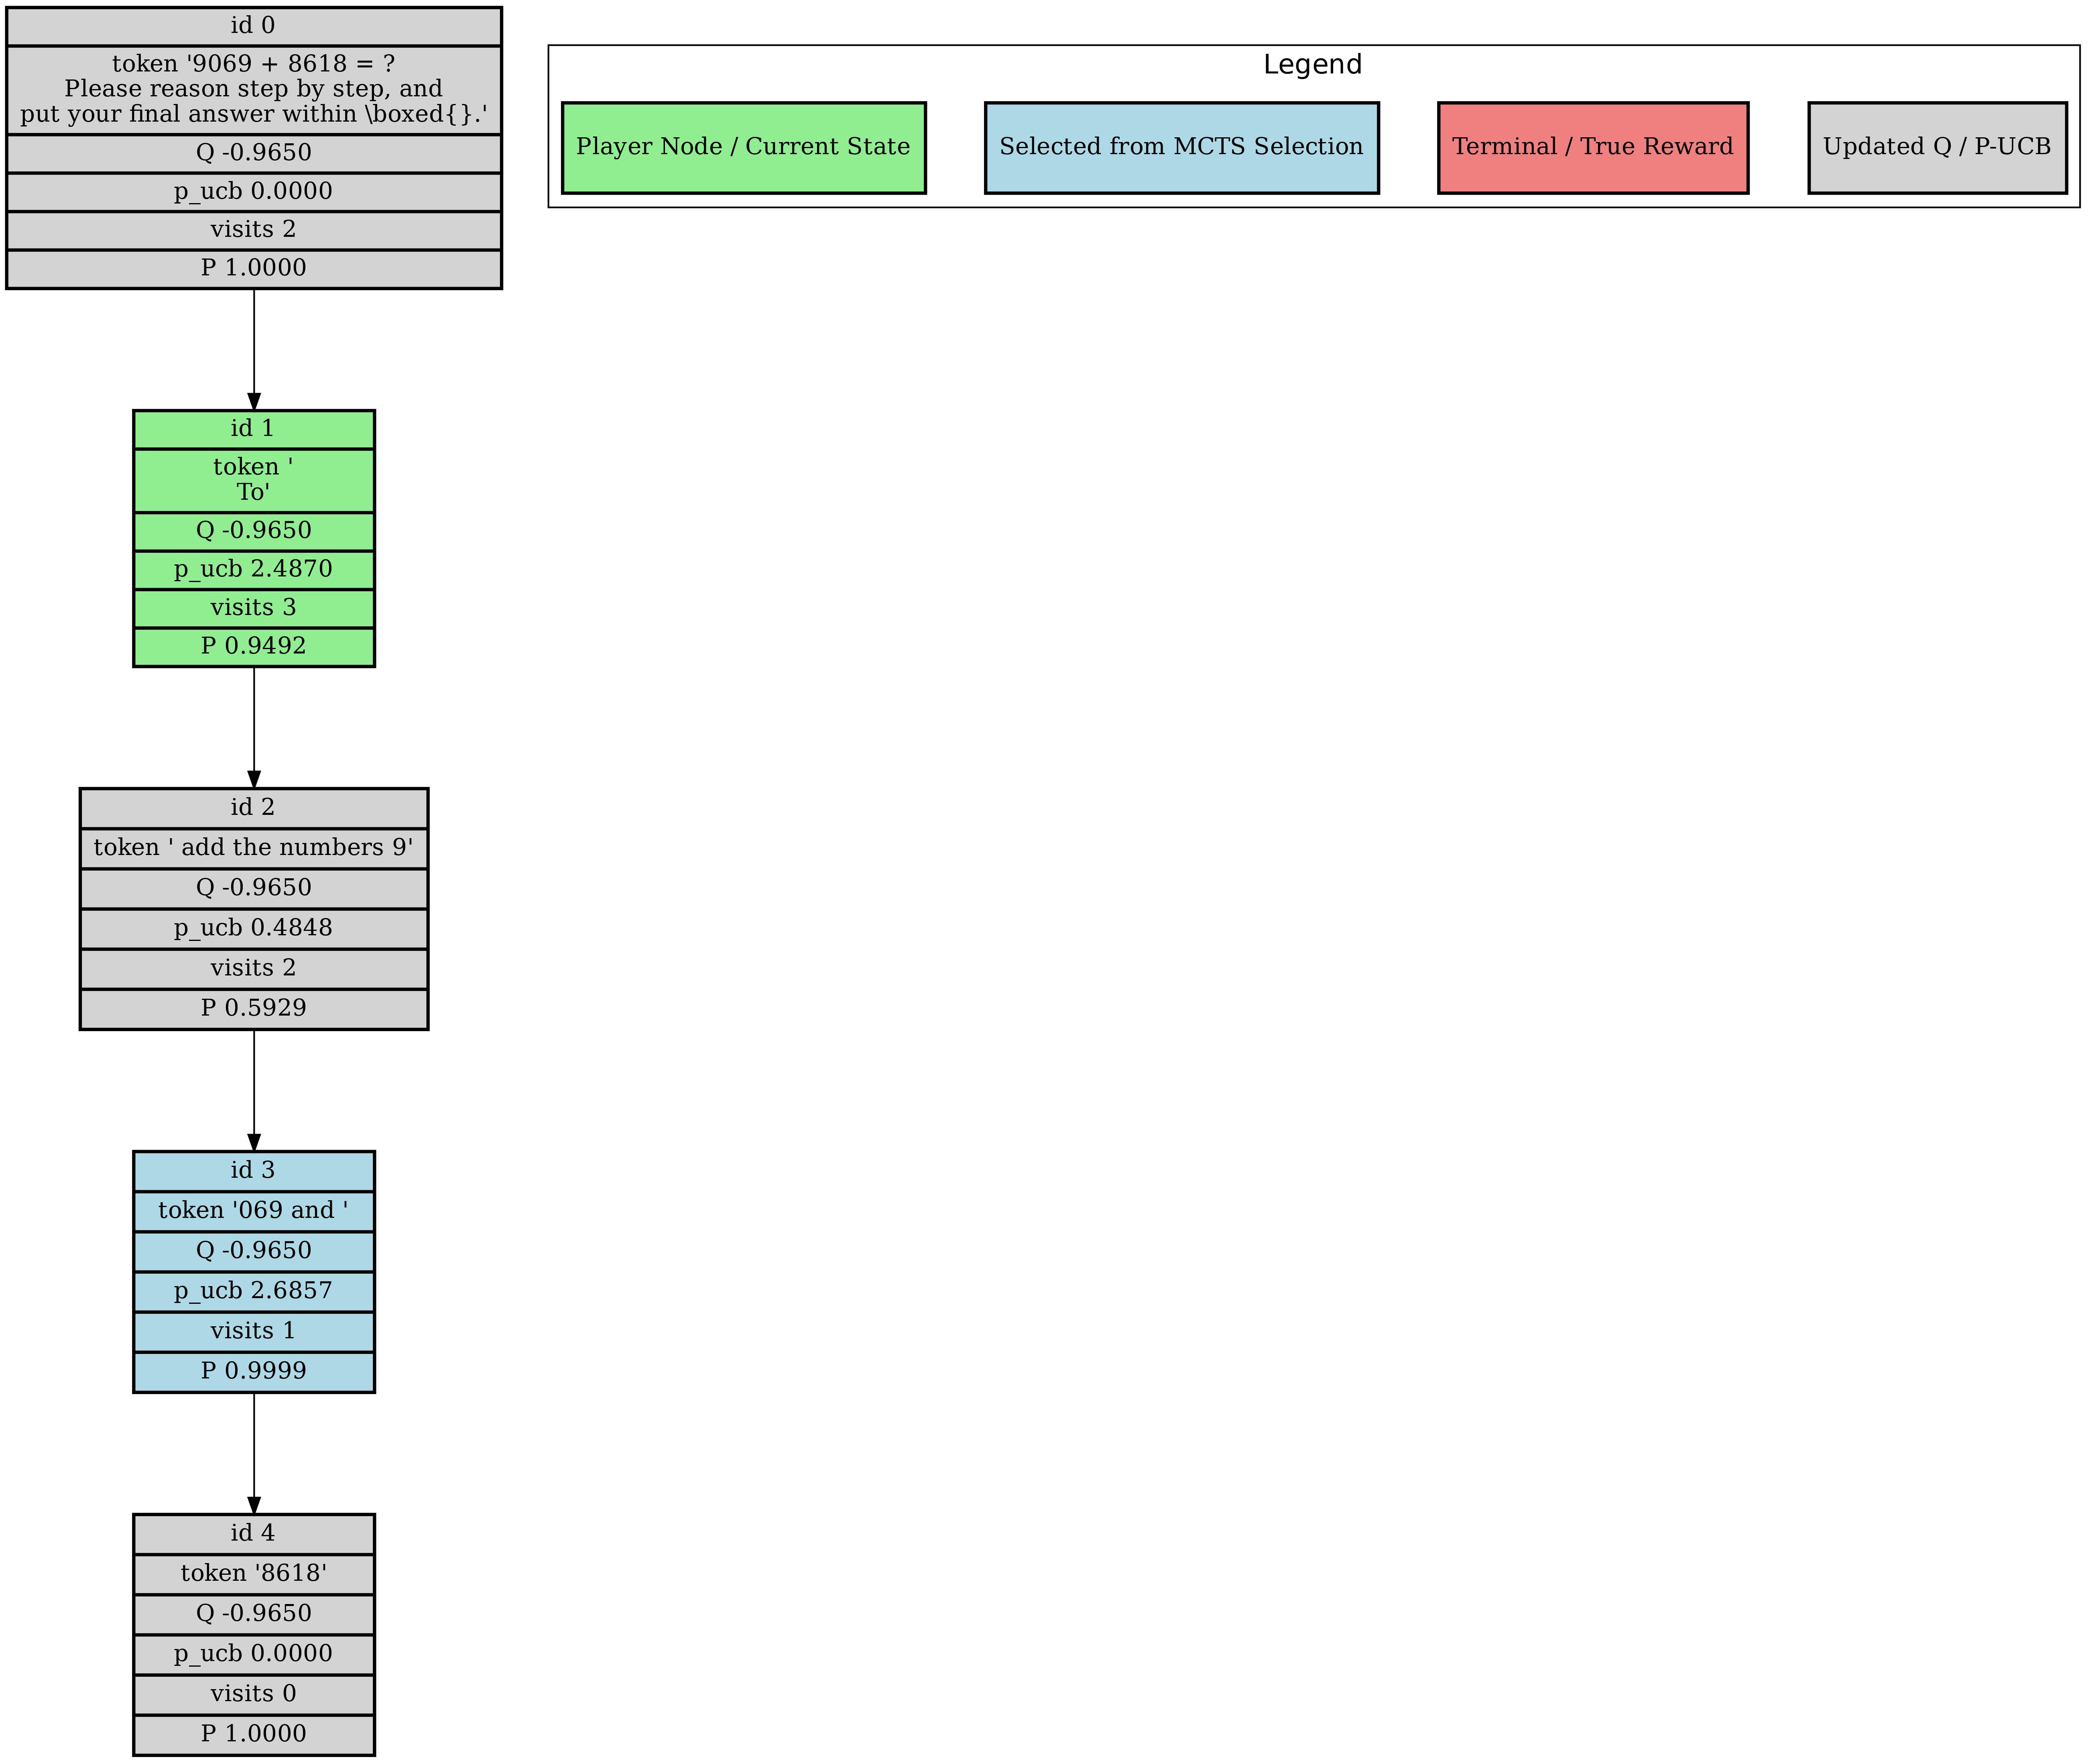 id 0
token '9069 + 8618 = ?
Please reason step by step, and
put your final answer within \boxed{}.'
Q -0.9650
p_ucb 0.0000
visits 2
P 1.0000
Legend
Player Node / Current State
Selected from MCTS Selection
Terminal / True Reward
Updated Q / P-UCB
id 1
token '
To'
Q -0.9650
p_ucb 2.4870
visits 3
P 0.9492
id 2
token ' add the numbers 9'
Q -0.9650
p_ucb 0.4848
visits 2
P 0.5929
id 3
token '069 and '
Q -0.9650
p_ucb 2.6857
visits 1
P 0.9999
id 4
token '8618'
Q -0.9650
p_ucb 0.0000
visits 0
P 1.0000